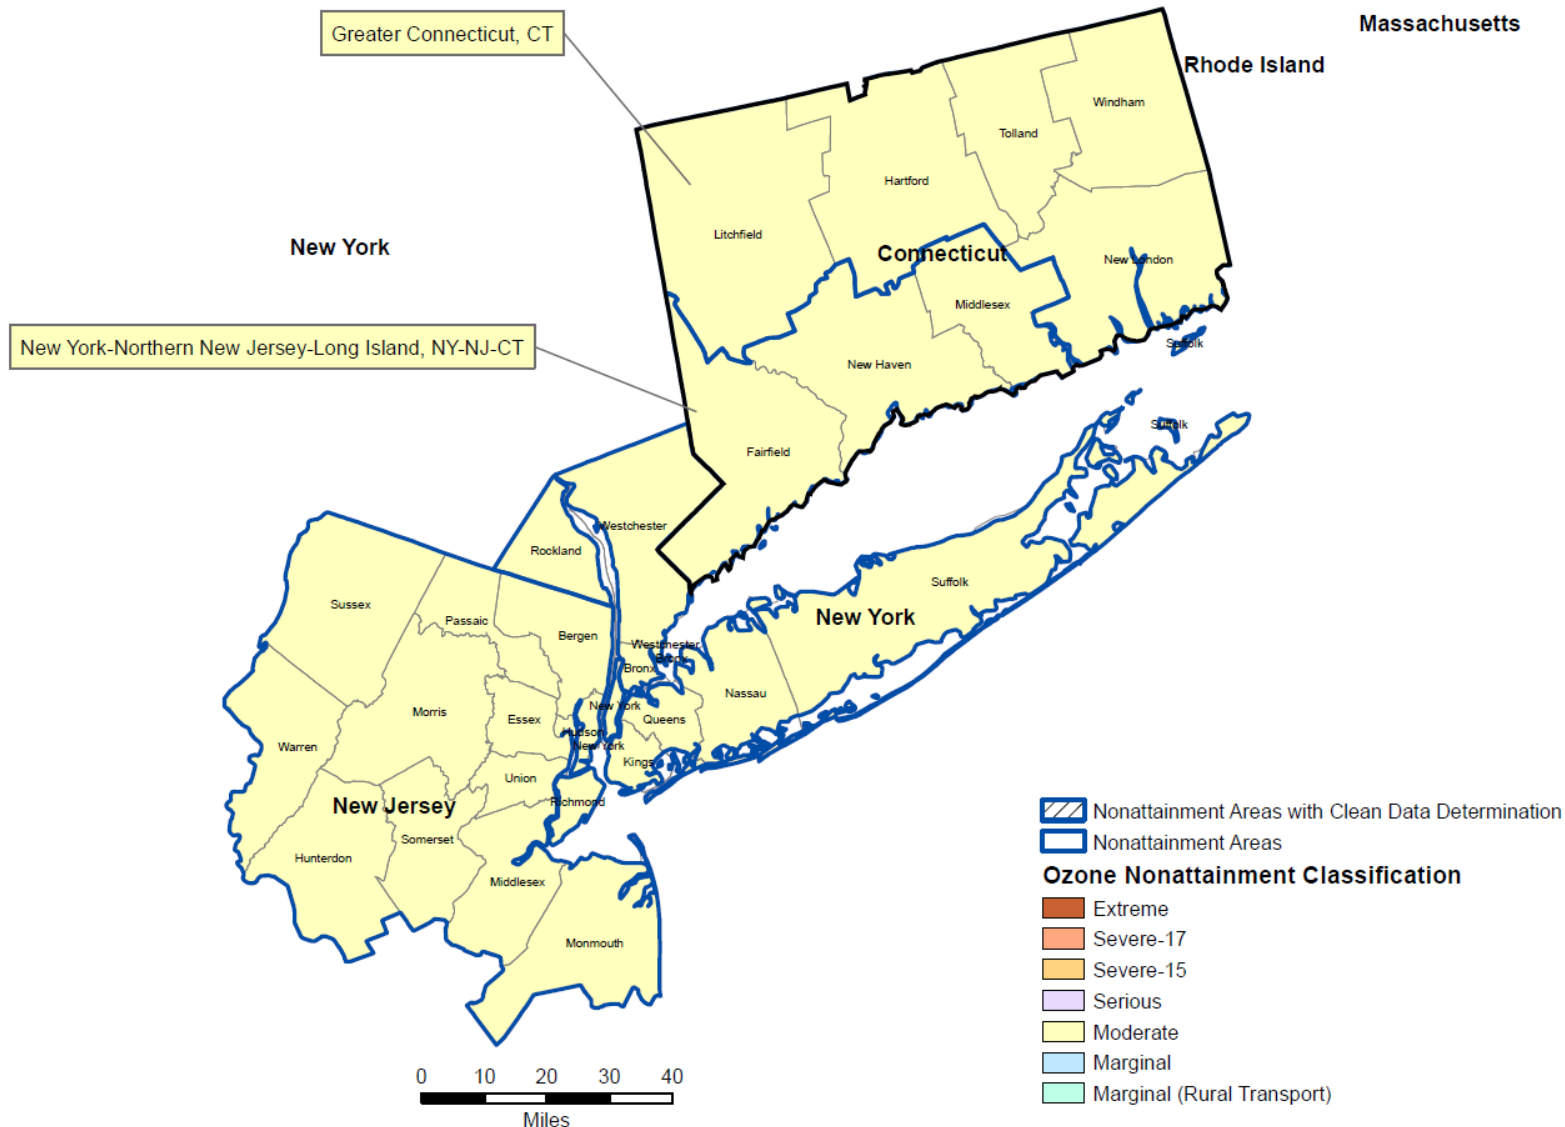 Massachusetts
Greater Connecticut, CT
Rhode Island
Windham
Tolland
Hartford
Litchfield
New York
Connecticut
New London
Middlesex
Suffolk
New York-Northern New Jersey-Long Island, NY-NJ-CT
New Haven
Suffolk
Fairfield
Westchester
Rockland
Suffolk
Sussex
Passaic
New York
Bergen
Westchester
Bronx
Bronx
Nassau
New York
Morris
Essex
Queens
Hudson
New York
Warren
Kings
Union
Richmond
New Jersey
Somerset
Hunterdon
Middlesex
Monmouth
Nonattainment Areas with Clean Data Determination
Nonattainment Areas
Ozone Nonattainment Classification
Extreme
Severe-17
Severe-15
Serious
Moderate
Marginal
Marginal (Rural Transport)
0 10 20 30 40
Miles